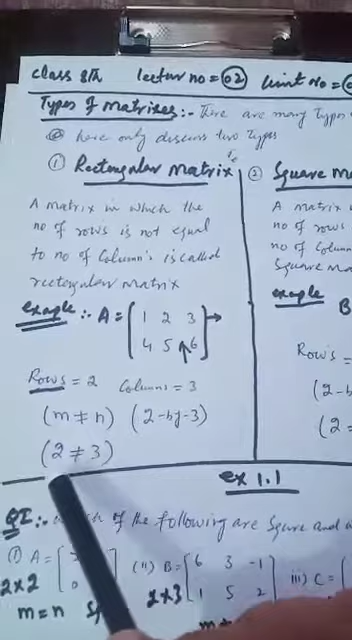 class 8th lecture no = 02 Unit no =
Types of Matrixes:- There are many types
here only discuss two types
① Rectangular matrix
A matrix in which the
no of rows is not equal
to no of Column's is called
rectangular matrix
example :- A = [1 2 3
4 5 6]
Rows = 2 Columns = 3
(m ≠ n) (2-by-3)
(2 ≠ 3)
② Square Ma
A matrix i
no of rows
no of Column
Square ma
example B
Rows =
(2-b
(2 =
ex 1.1
QI:- of the following are Square and
(i) A = [
2x2
m = n
(ii) B = [6 3 -1
2x3 1 5 2]
iii) C =